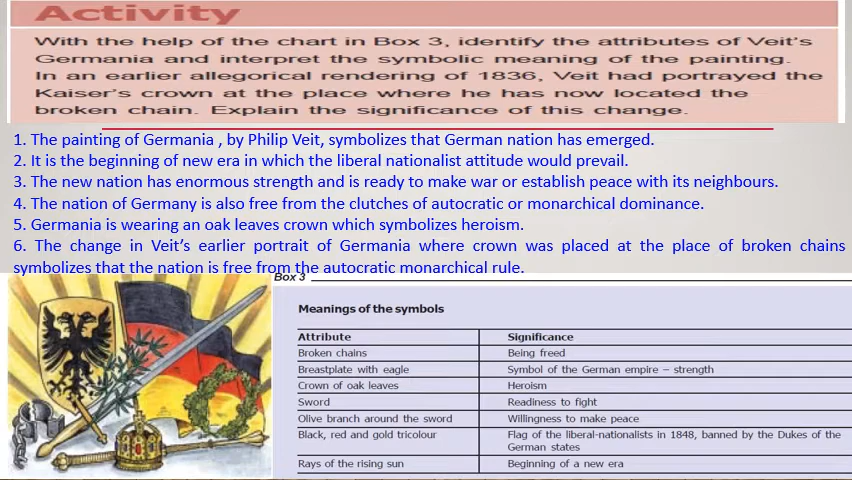 Activity
With the help of the chart in Box 3, identify the attributes of Veit's
Germania and interpret the symbolic meaning of the painting.
In an earlier allegorical rendering of 1836, Veit had portrayed the
Kaiser's crown at the place where he has now located the
broken chain. Explain the significance of this change.
1. The painting of Germania , by Philip Veit, symbolizes that German nation has emerged.
2. It is the beginning of new era in which the liberal nationalist attitude would prevail.
3. The new nation has enormous strength and is ready to make war or establish peace with its neighbours.
4. The nation of Germany is also free from the clutches of autocratic or monarchical dominance.
5. Germania is wearing an oak leaves crown which symbolizes heroism.
6. The change in Veit's earlier portrait of Germania where crown was placed at the place of broken chains
symbolizes that the nation is free from the autocratic monarchical rule.
Box 3
Meanings of the symbols
Attribute Significance
Broken chains Being freed
Breastplate with eagle Symbol of the German empire – strength
Crown of oak leaves Heroism
Sword Readiness to fight
Olive branch around the sword Willingness to make peace
Black, red and gold tricolour Flag of the liberal-nationalists in 1848, banned by the Dukes of the
German states
Rays of the rising sun Beginning of a new era